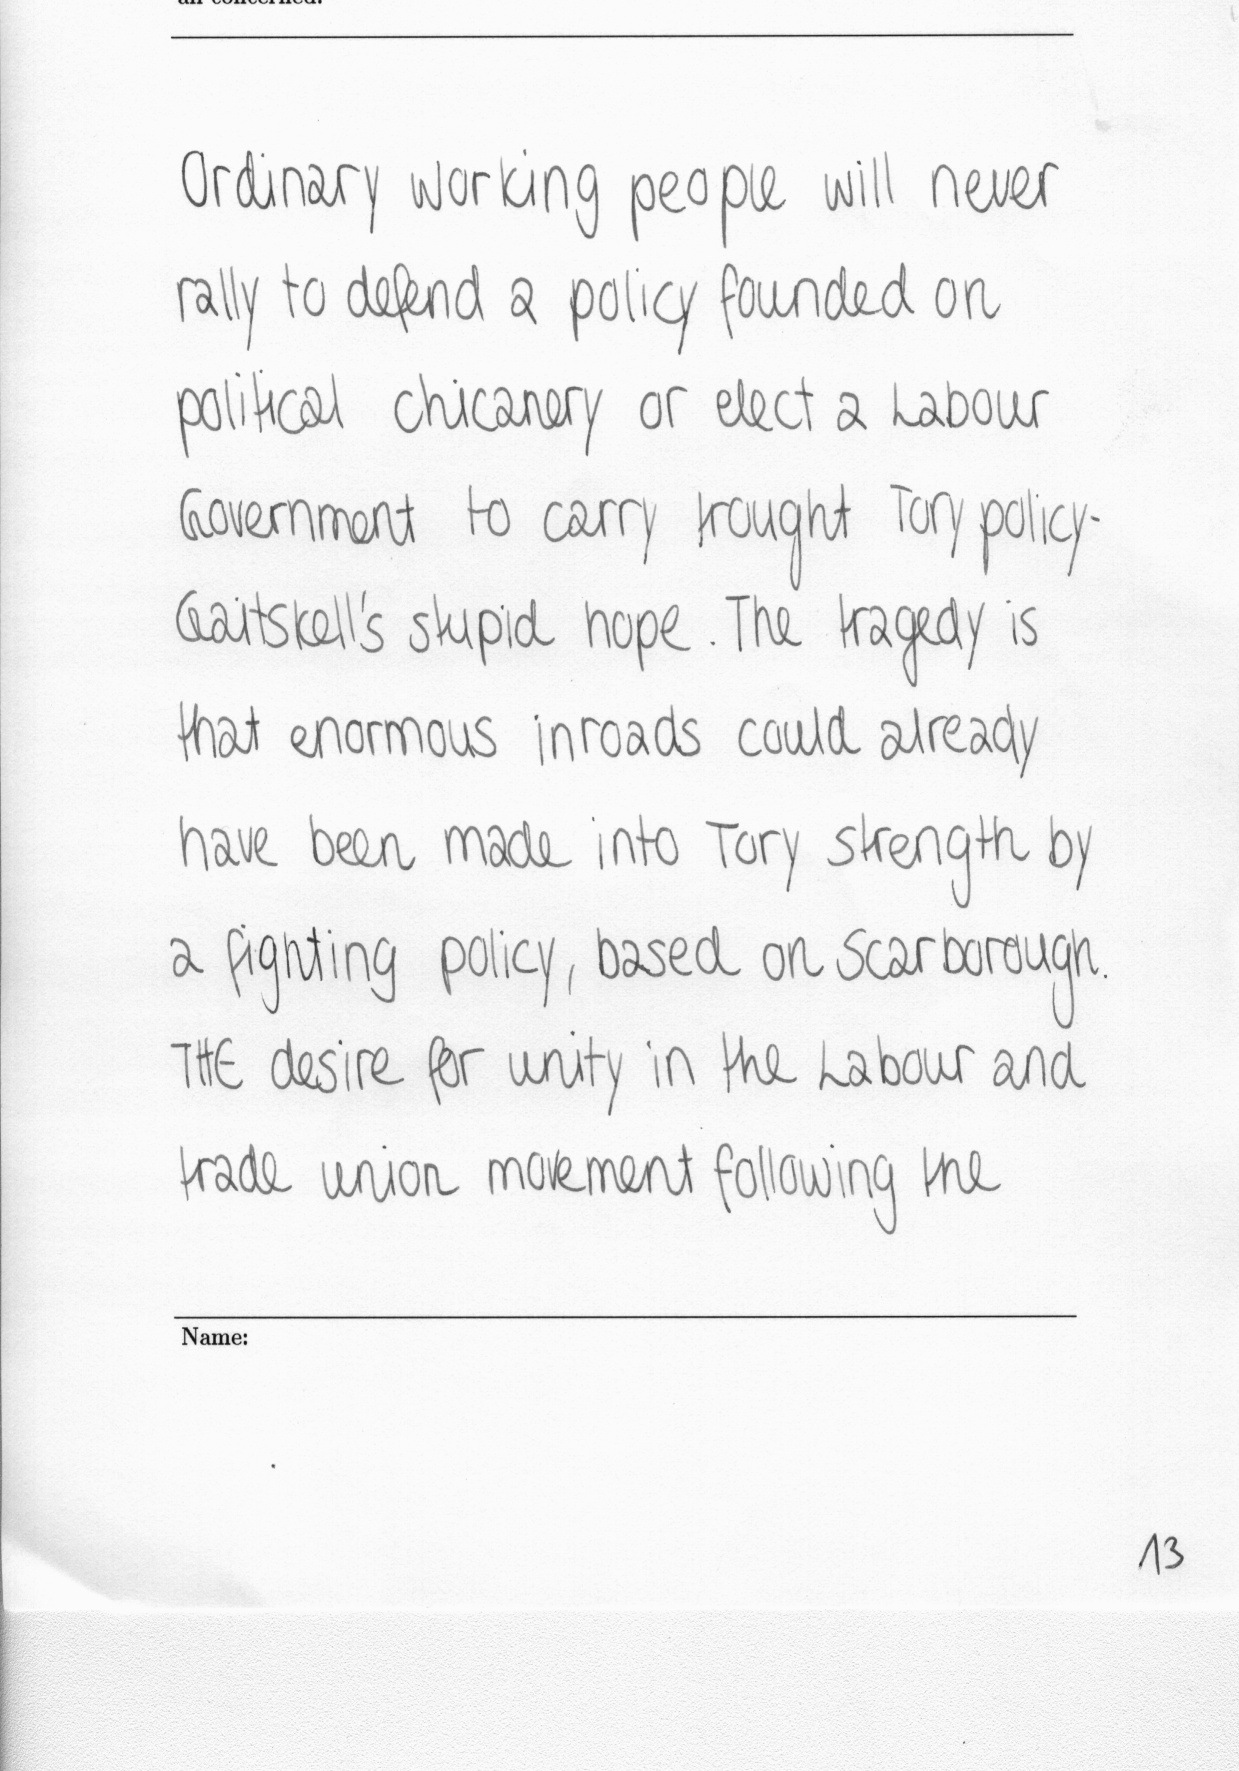 all concerned.
Ordinary working people will never
rally to defend a policy founded on
political chicanery or elect a Labour
Government to carry trought Tory policy-
Gaitskell's stupid hope. The tragedy is
that enormous inroads could already
have been made into Tory strength by
a fighting policy, based on Scarborough.
THE desire for unity in the Labour and
trade union movement following the
Name:
13